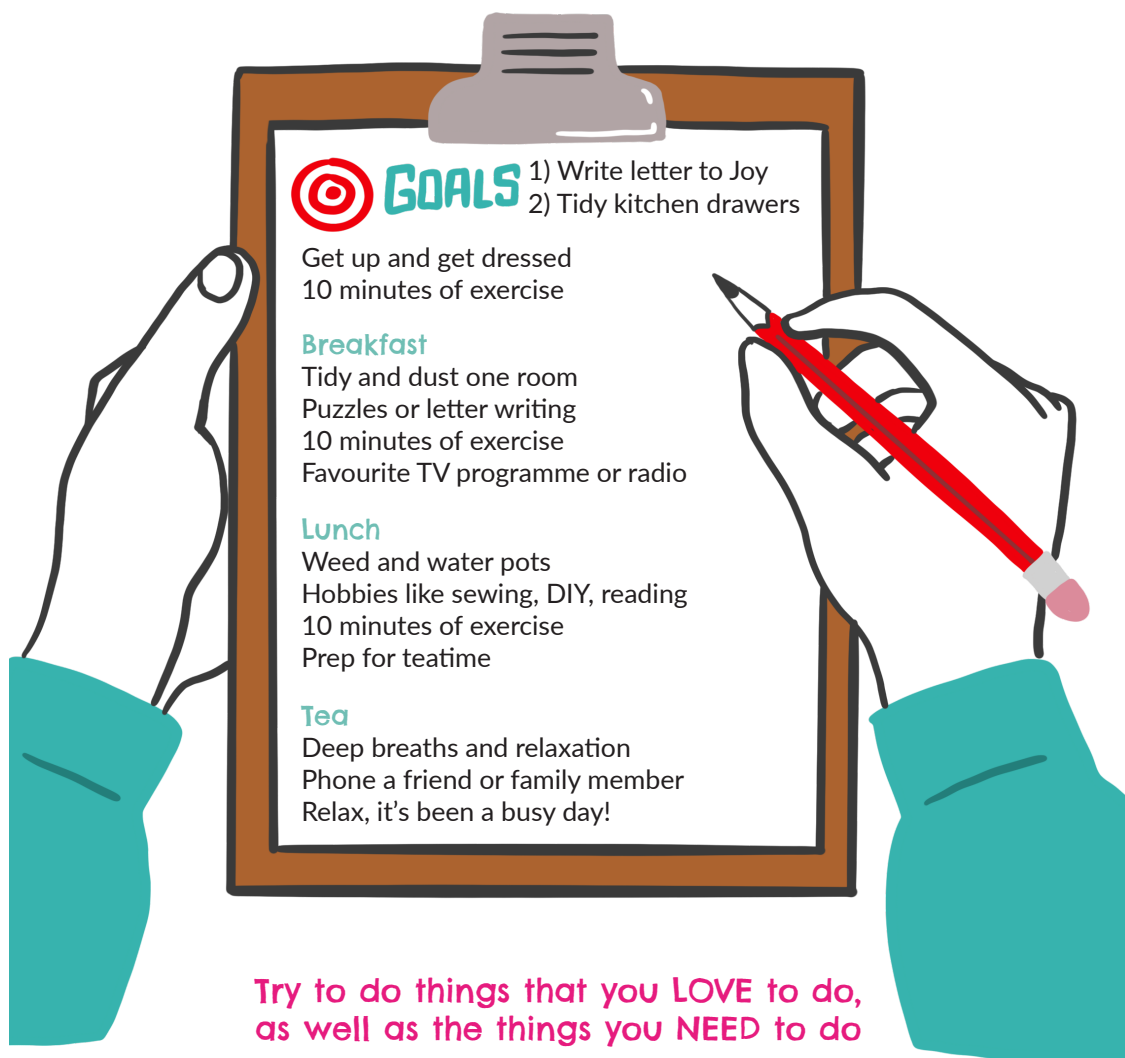 GOALS 1) Write letter to Joy
2) Tidy kitchen drawers
Get up and get dressed
10 minutes of exercise
Breakfast
Tidy and dust one room
Puzzles or letter writing
10 minutes of exercise
Favourite TV programme or radio
Lunch
Weed and water pots
Hobbies like sewing, DIY, reading
10 minutes of exercise
Prep for teatime
Tea
Deep breaths and relaxation
Phone a friend or family member
Relax, it's been a busy day!
Try to do things that you LOVE to do,
as well as the things you NEED to do